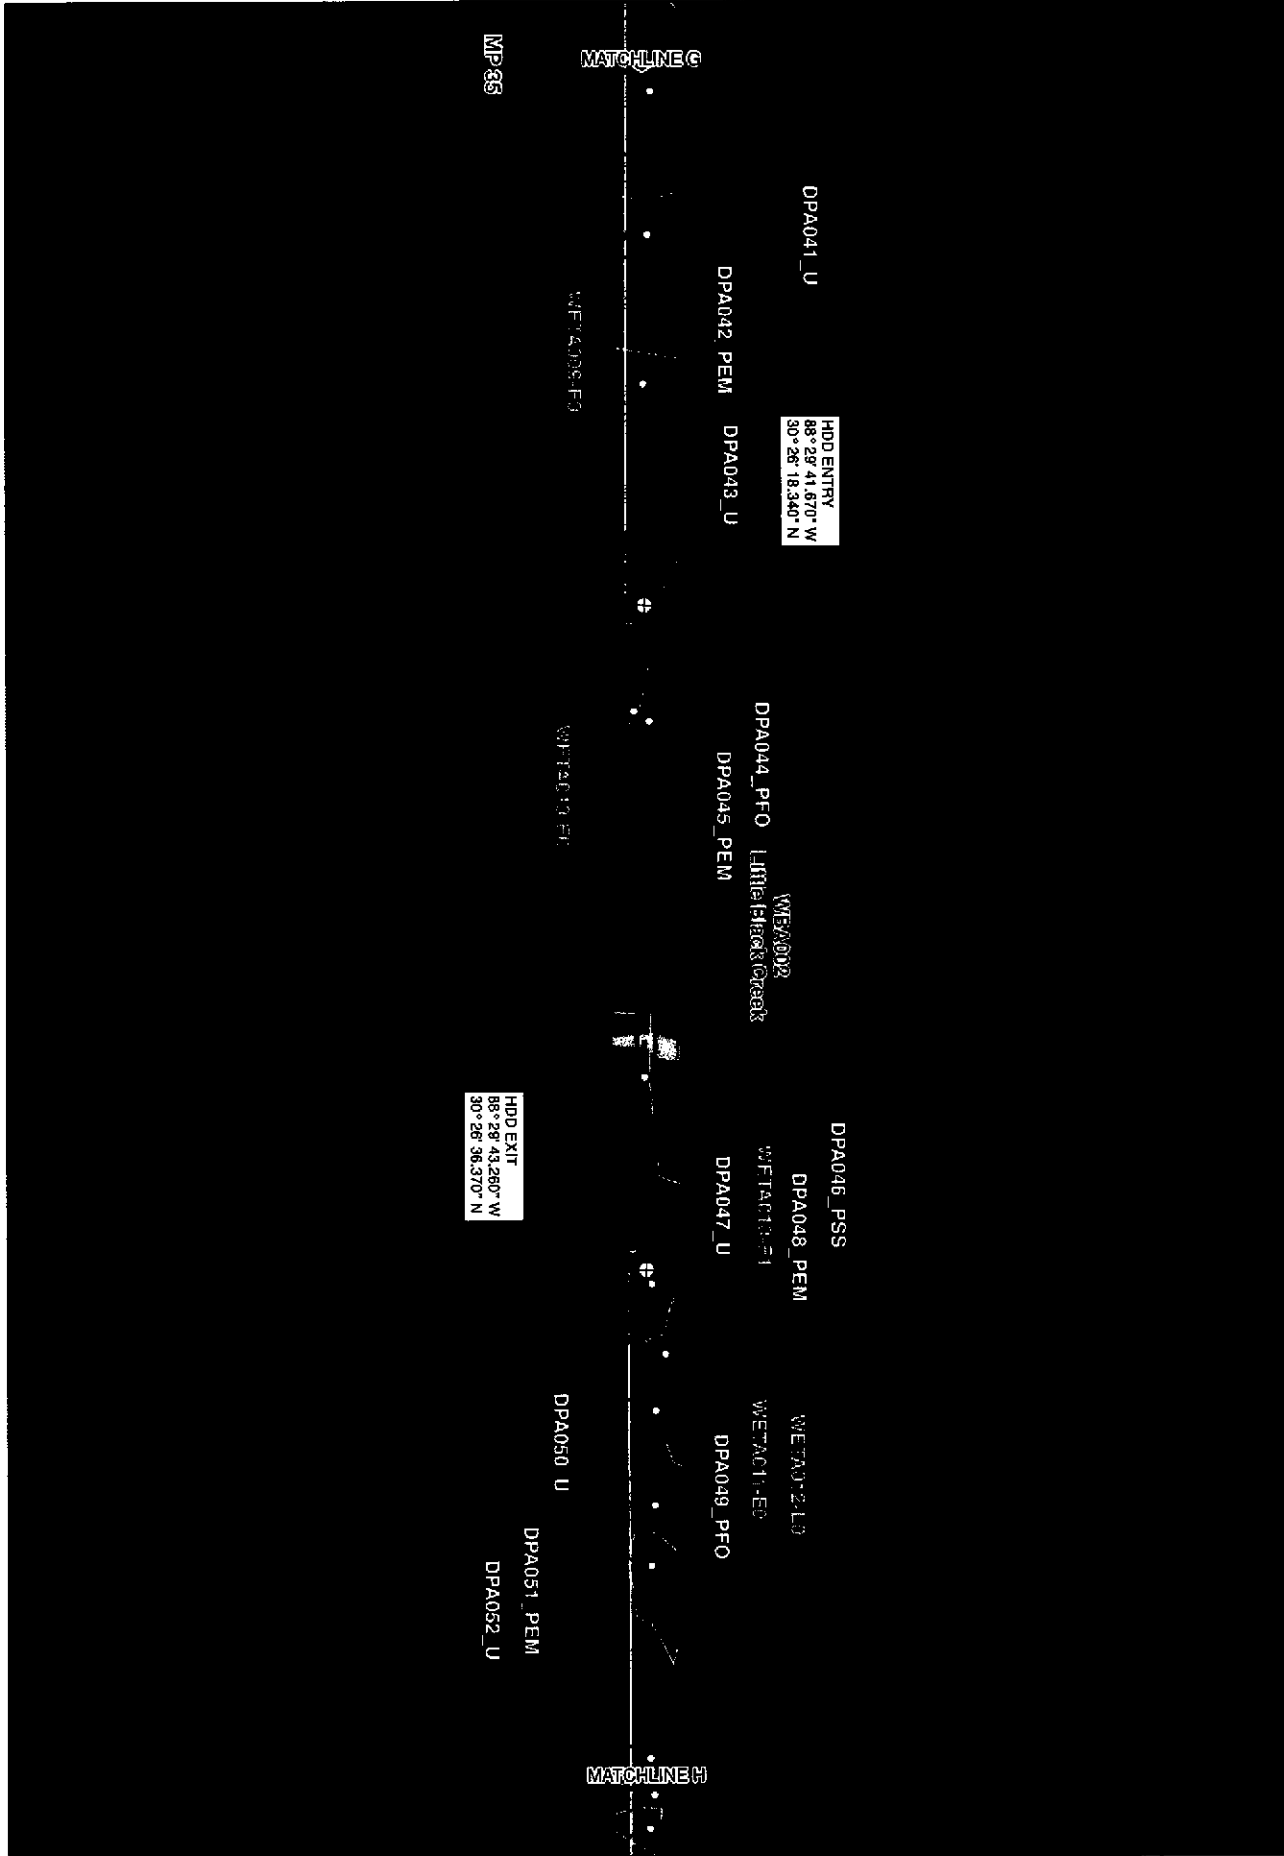 MATCHLINE G
MP 35
DPA041_U
DPA042_PEM
DPA043_U
HDD ENTRY
88° 29' 41.670" W
30° 26' 18.340" N
DPA044_PFO
DPA045_PEM
WBA002
Little Black Creek
DPA046_PSS
DPA048_PEM
DPA047_U
HDD EXIT
88° 29' 43.260" W
30° 26' 36.370" N
WETA011-E0
DPA049_PFO
DPA050_U
DPA051_PEM
DPA052_U
MATCHLINE H